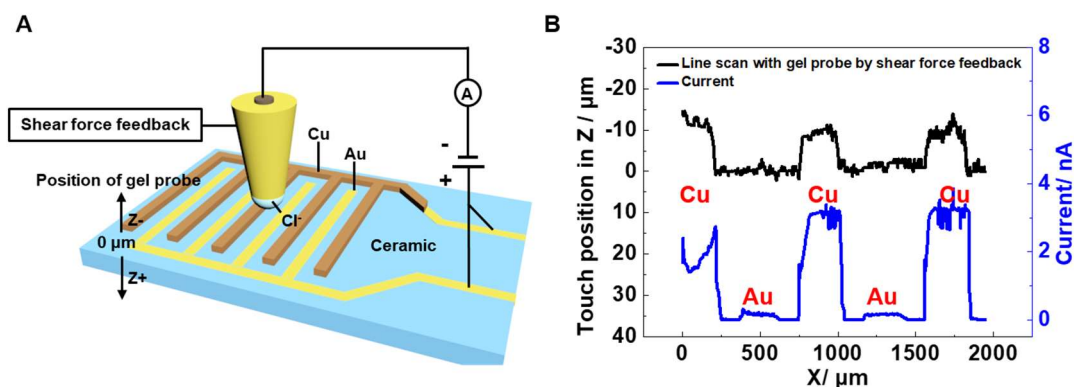 A
Shear force feedback
Cu
Au
A
-
+
Position of gel probe
Z-
0 μm
Z+
Cl-
Ceramic
B
Line scan with gel probe by shear force feedback
Current
Touch position in Z / μm
-30
-20
-10
0
10
20
30
40
Cu
Cu
Cu
Au
Au
0
500
1000
1500
2000
X/ μm
8
6
4
2
0
Current/ nA